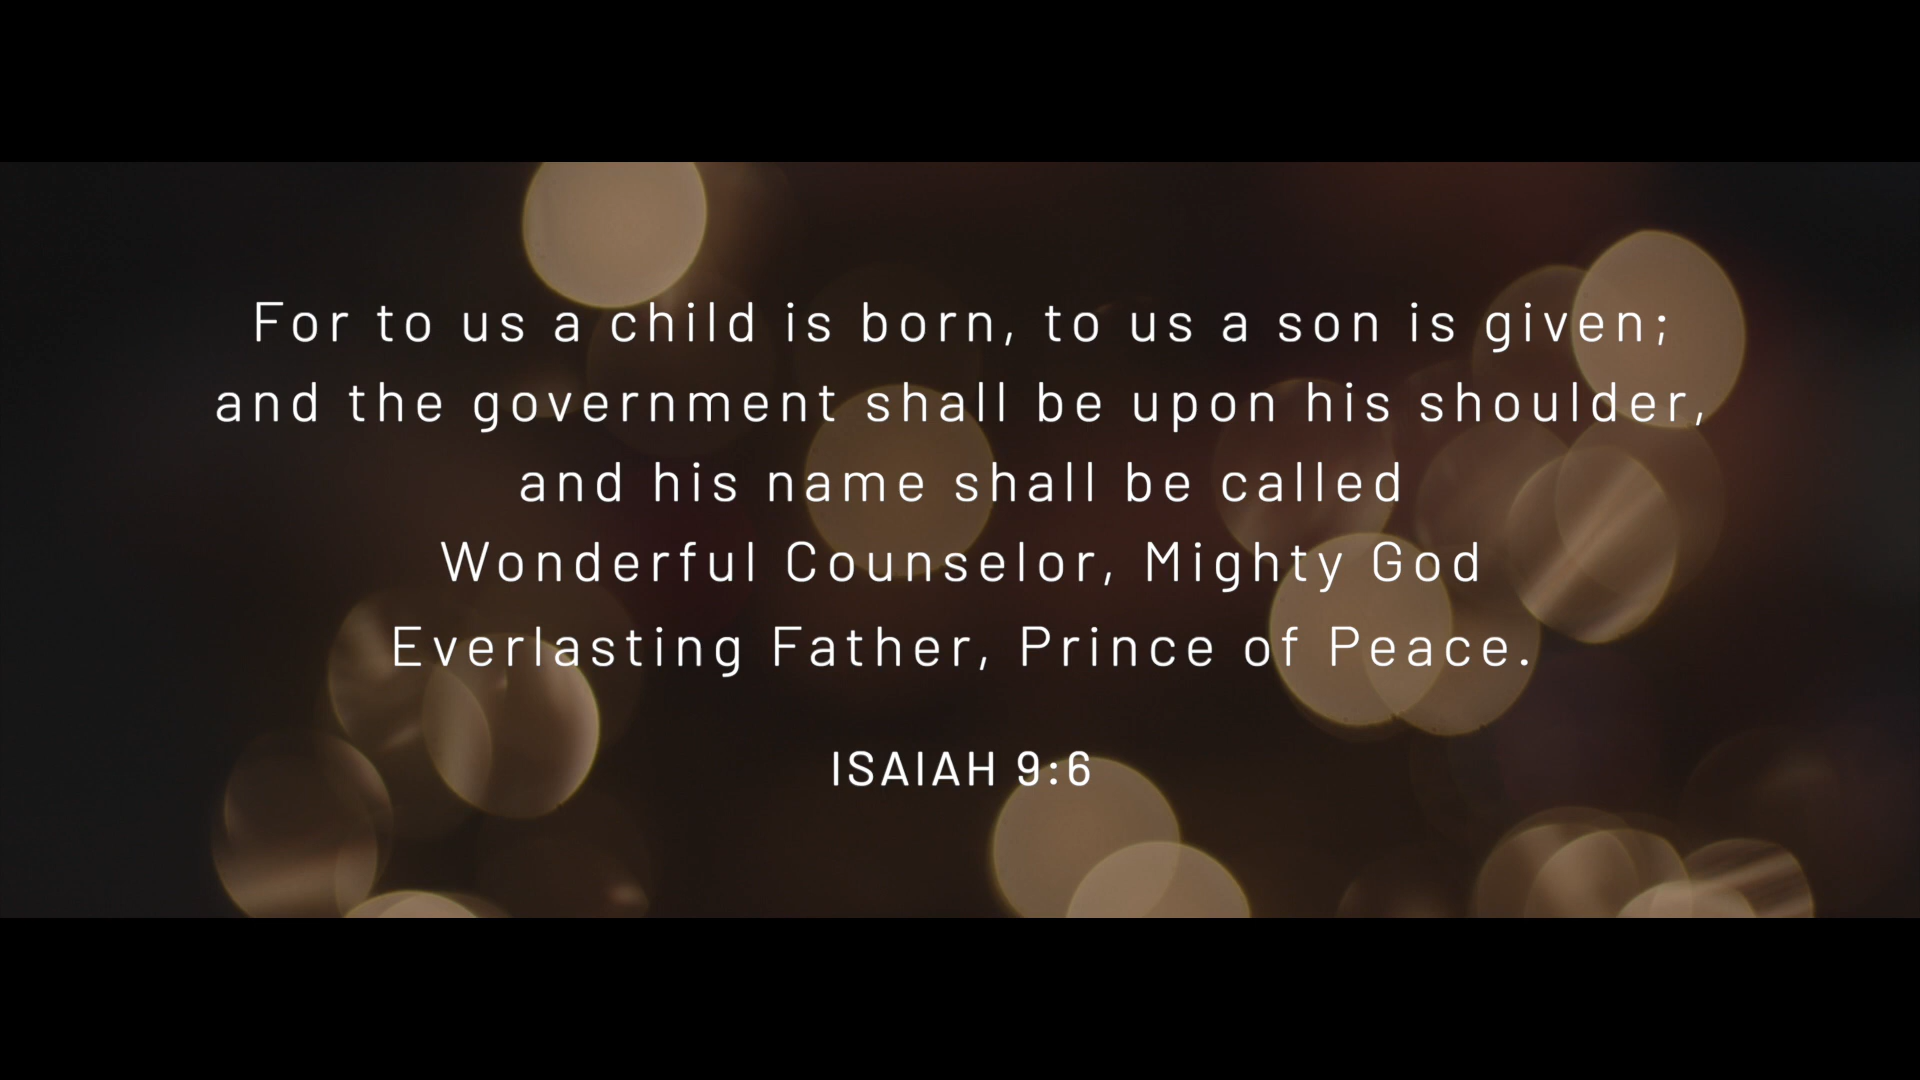 For to us a child is born, to us a son is given;
and the government shall be upon his shoulder,
and his name shall be called
Wonderful Counselor, Mighty God
Everlasting Father, Prince of Peace.
ISAIAH 9:6